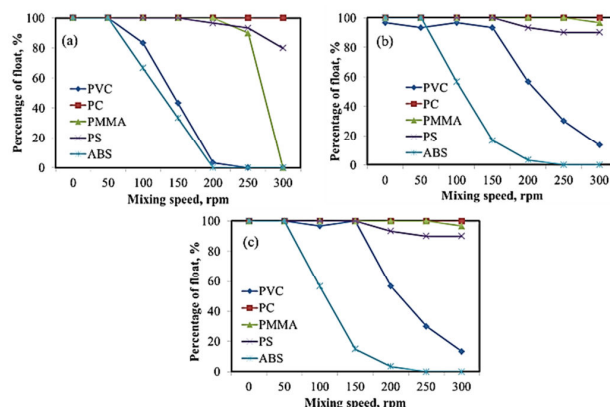 (a)
Percentage of float, %
100
80
60
40
20
0
PVC
PC
PMMA
PS
ABS
0 50 100 150 200 250 300
Mixing speed, rpm
(b)
Percentage of float, %
100
80
60
40
20
0
PVC
PC
PMMA
PS
ABS
0 50 100 150 200 250 300
Mixing speed, rpm
(c)
Percentage of float, %
100
80
60
40
20
0
PVC
PC
PMMA
PS
ABS
0 50 100 150 200 250 300
Mixing speed, rpm